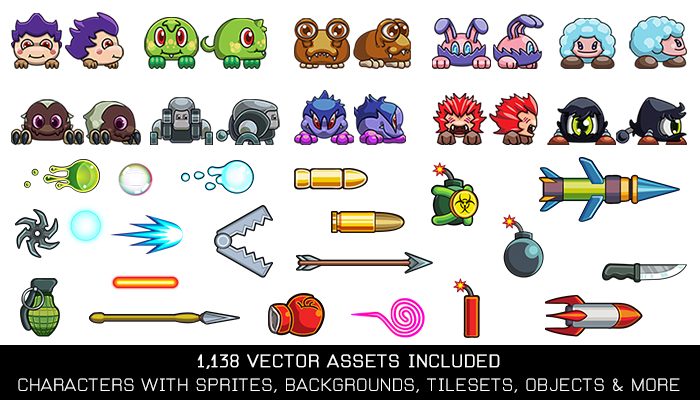 1,138 VECTOR ASSETS INCLUDED
CHARACTERS WITH SPRITES, BACKGROUNDS, TILESETS, OBJECTS & MORE